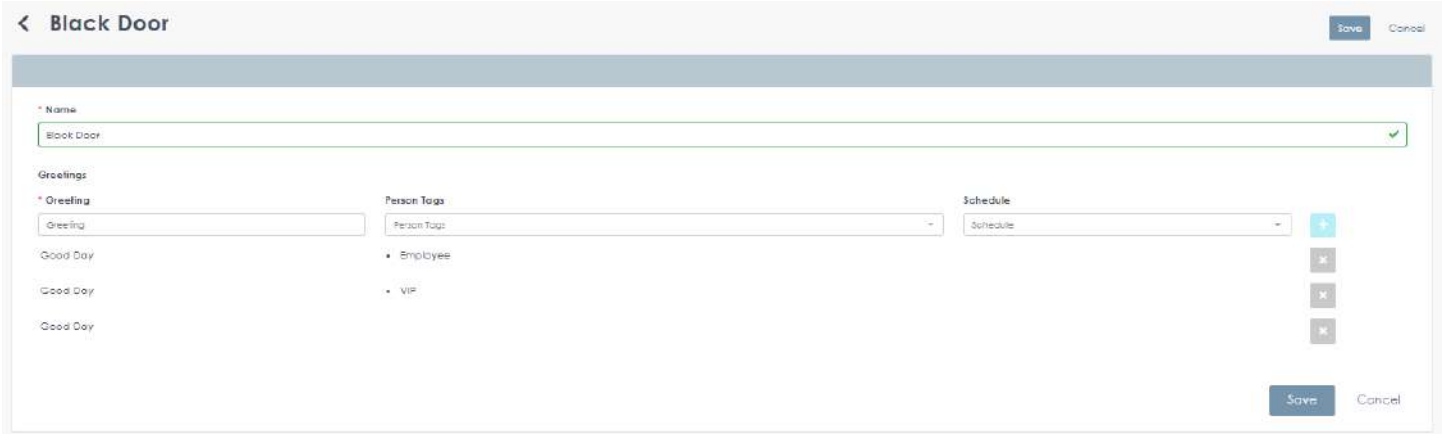 Black Door
Save Cancel
* Name
Black Door
Greetings
* Greeting Person Tags Schedule
Greeting Person Tags Schedule
Good Day • Employee
Good Day • VIP
Good Day
Save Cancel